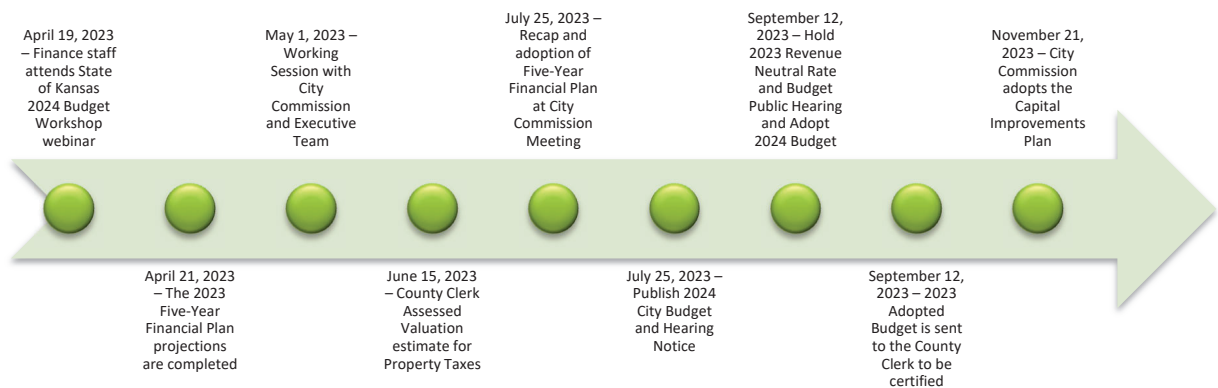 April 19, 2023
– Finance staff
attends State
of Kansas
2024 Budget
Workshop
webinar
April 21, 2023
– The 2023
Five-Year
Financial Plan
projections
are completed
May 1, 2023 –
Working
Session with
City
Commission
and Executive
Team
June 15, 2023
– County Clerk
Assessed
Valuation
estimate for
Property Taxes
July 25, 2023 –
Recap and
adoption of
Five-Year
Financial Plan
at City
Commission
Meeting
July 25, 2023 –
Publish 2024
City Budget
and Hearing
Notice
September 12,
2023 – Hold
2023 Revenue
Neutral Rate
and Budget
Public Hearing
and Adopt
2024 Budget
September 12,
2023 – 2023
Adopted
Budget is sent
to the County
Clerk to be
certified
November 21,
2023 – City
Commission
adopts the
Capital
Improvements
Plan